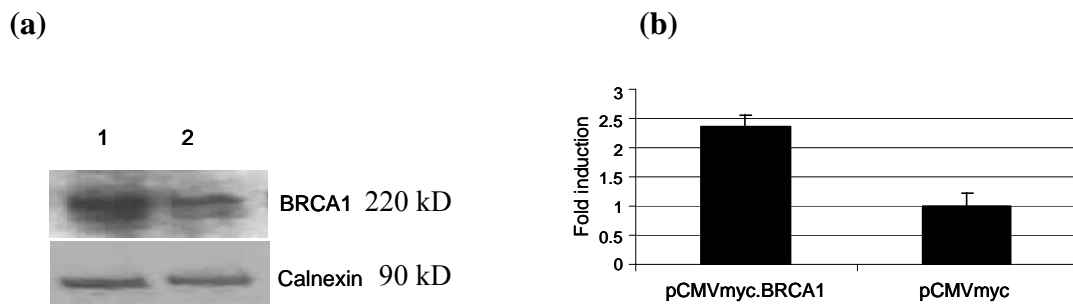 (a)
1 2
BRCA1 220 kD
Calnexin 90 kD
(b)
3
2.5
2
1.5
1
0.5
0
Fold induction
pCMVmyc.BRCA1 pCMVmyc